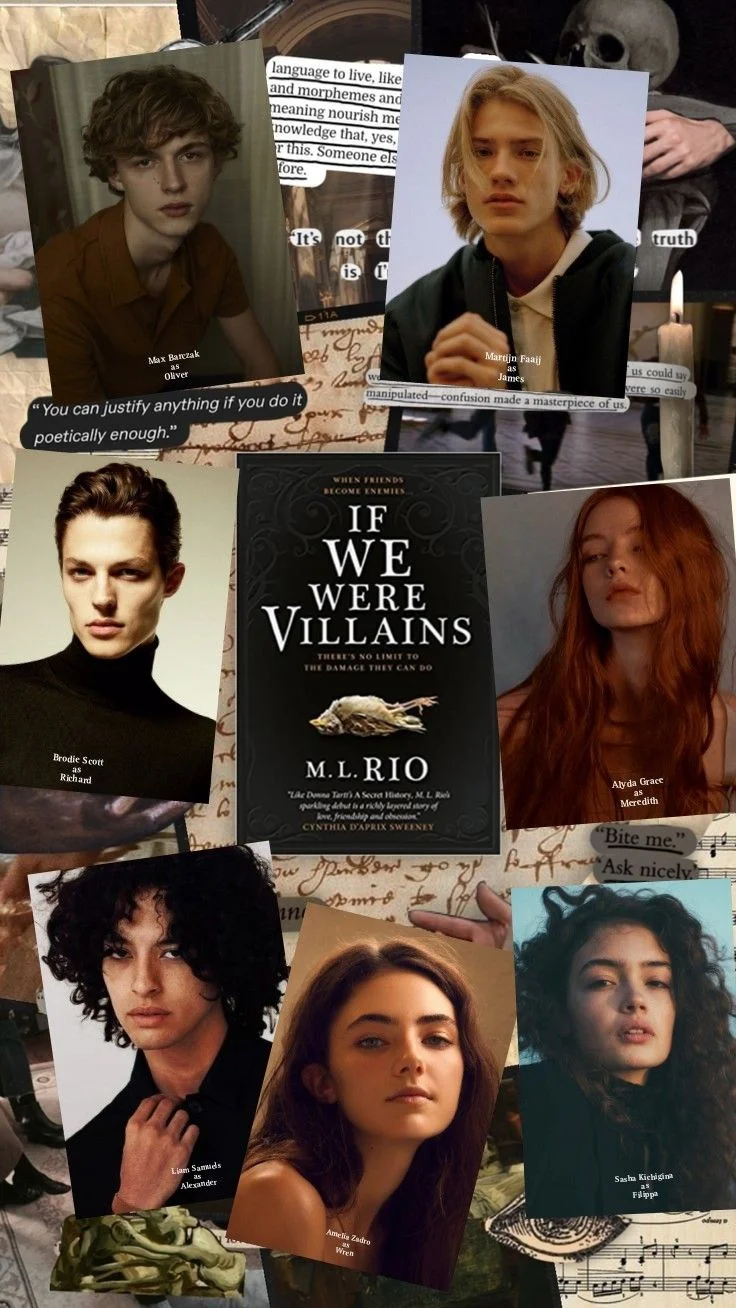 language to live, like
and morphemes and
meaning nourish me
knowledge that, yes,
r this. Someone els
fore.
"It's not th
truth
is. I'
Max Barczak
as
Oliver
Martijn Faaij
as
James
D11A
us could say
were so easily
manipulated—confusion made a masterpiece of us.
“You can justify anything if you do it
poetically enough.”
WHEN FRIENDS
BECOME ENEMIES...
IF
WE
WERE
VILLAINS
THERE'S NO LIMIT TO
THE DAMAGE THEY CAN DO
M. L. RIO
"Like Donna Tartt's A Secret History, M. L. Rio's
sparkling debut is a richly layered story of
love, friendship and obsession."
CYNTHIA D'APRIX SWEENEY
Brodie Scott
as
Richard
Alyda Grace
as
Meredith
“Bite me.”
“Ask nicely.”
Liam Samuels
as
Alexander
Amelia Zadro
as
Wren
Sasha Kichigina
as
Filippa